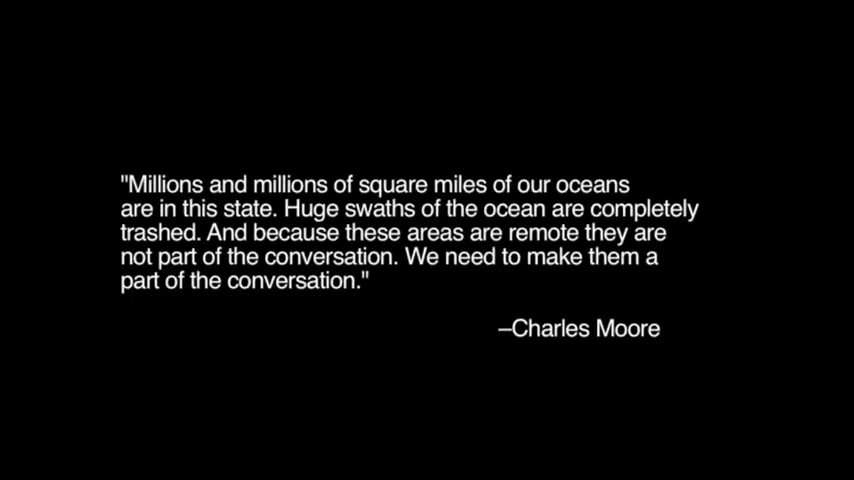 "Millions and millions of square miles of our oceans
are in this state. Huge swaths of the ocean are completely
trashed. And because these areas are remote they are
not part of the conversation. We need to make them a
part of the conversation."
–Charles Moore